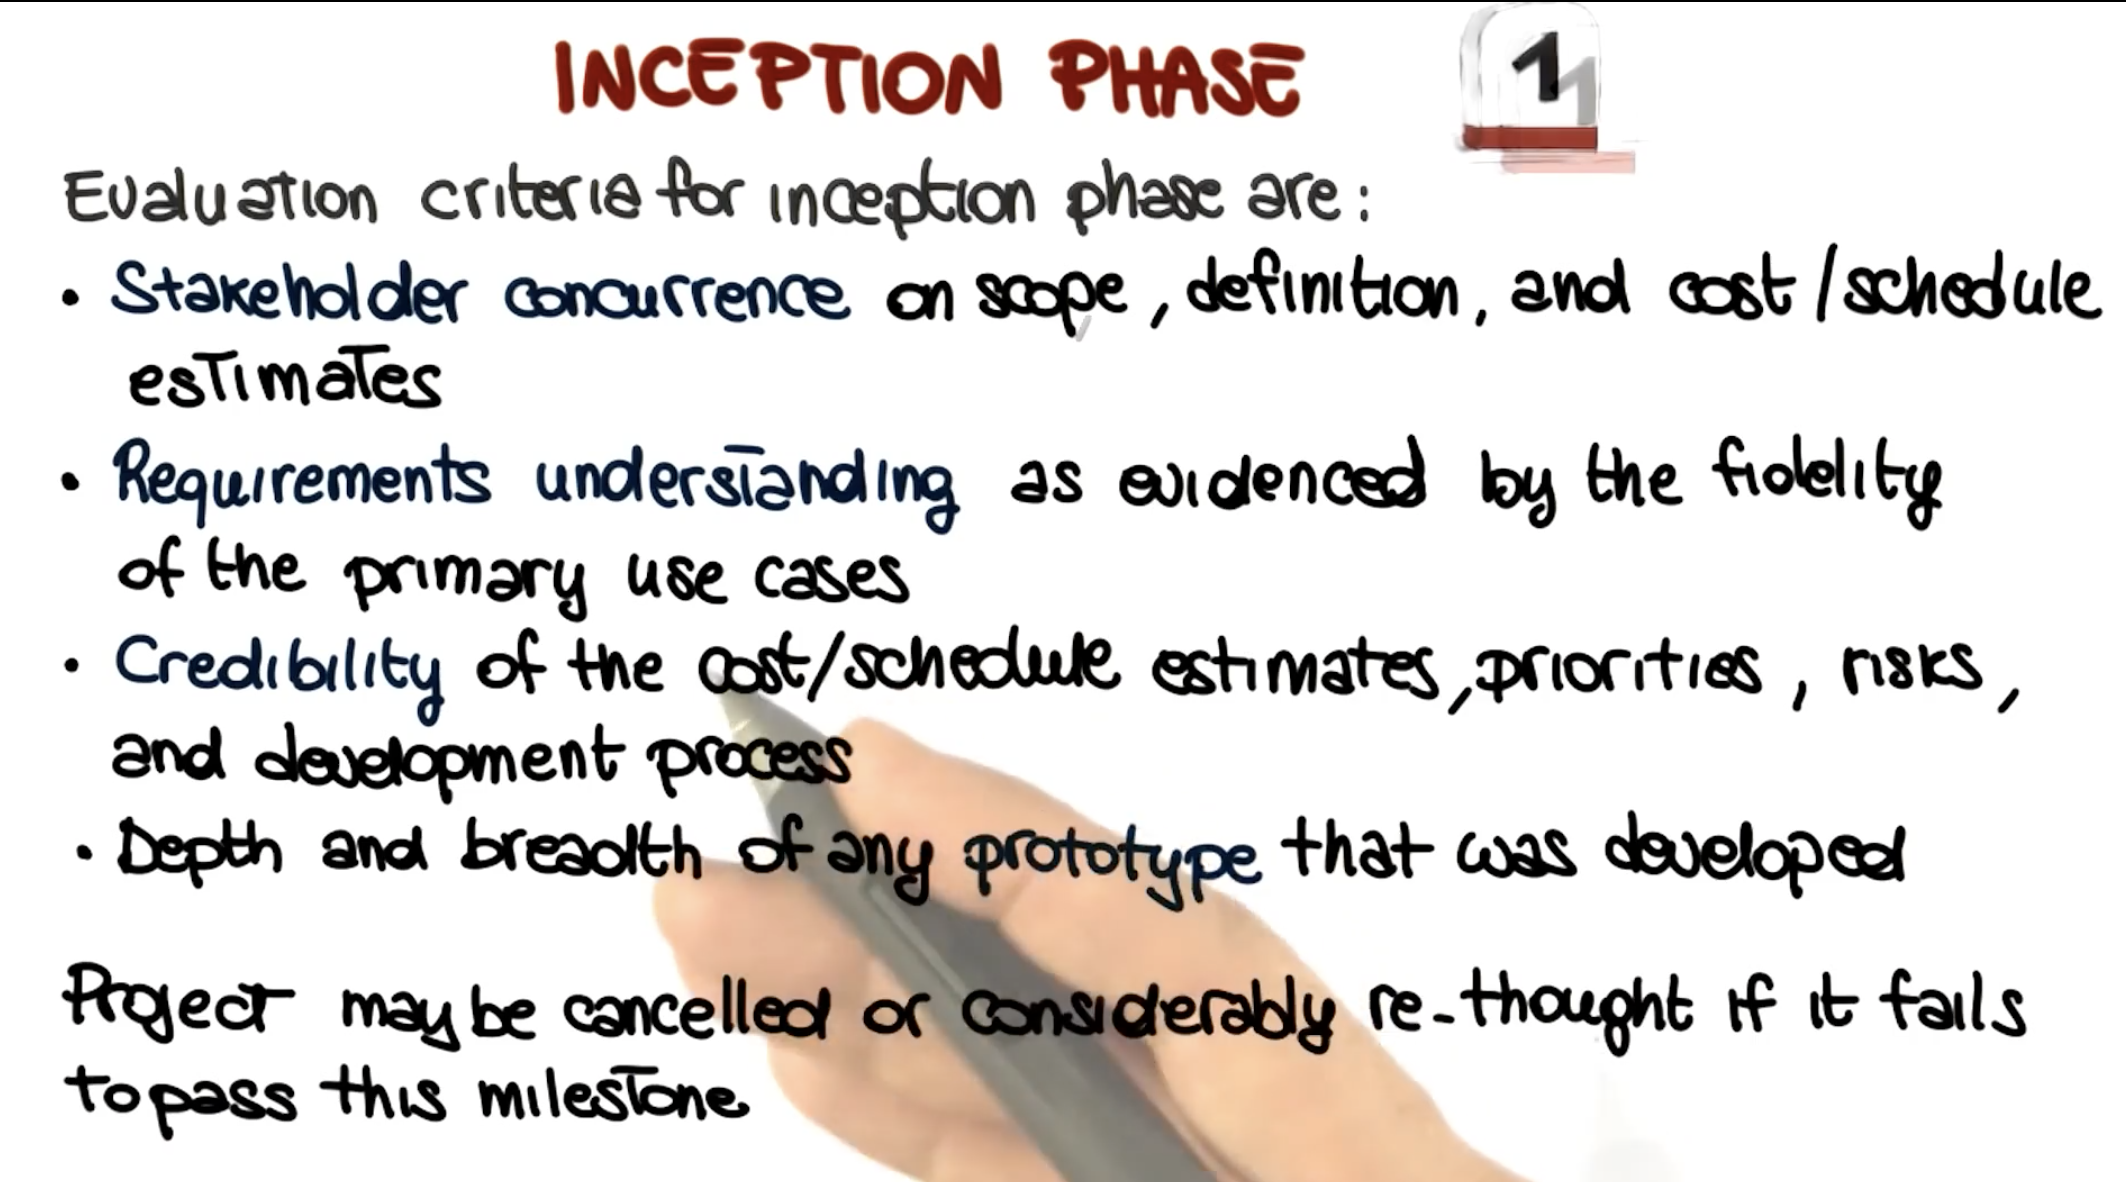 INCEPTION PHASE
1
Evaluation criteria for inception phase are:
• Stakeholder concurrence on scope, definition, and cost/schedule
estimates
• Requirements understanding as evidenced by the fidelity
of the primary use cases
• Credibility of the cost/schedule estimates, priorities, risks,
and development process
• Depth and breadth of any prototype that was developed
Project may be cancelled or considerably re-thought if it fails
to pass this milestone